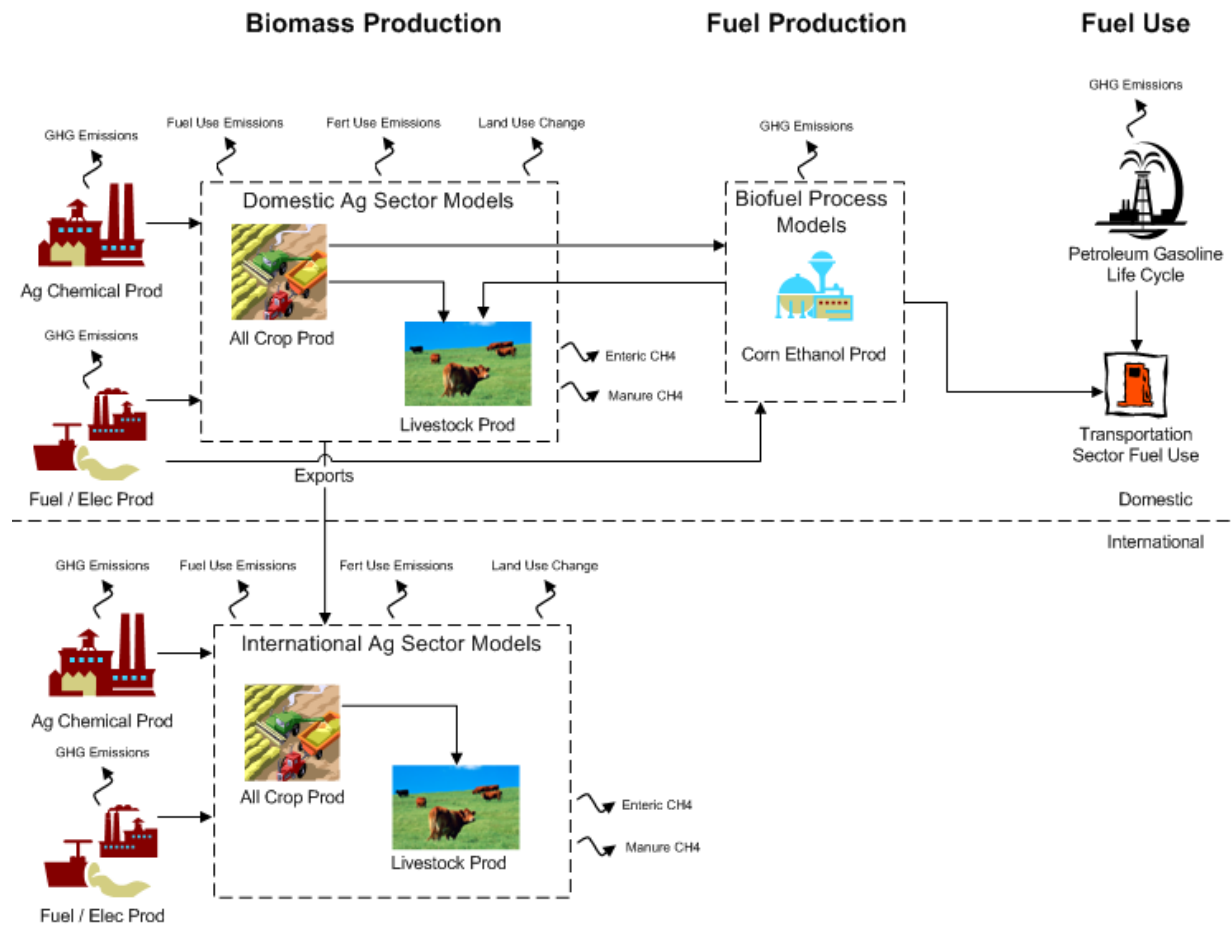 Biomass Production
Fuel Production
Fuel Use
GHG Emissions
Fuel Use Emissions
Fert Use Emissions
Land Use Change
GHG Emissions
GHG Emissions
Domestic Ag Sector Models
Biofuel Process
Models
Ag Chemical Prod
All Crop Prod
Petroleum Gasoline
Life Cycle
GHG Emissions
Enteric CH4
Manure CH4
Corn Ethanol Prod
Livestock Prod
Transportation
Sector Fuel Use
Fuel / Elec Prod
Exports
Domestic
International
GHG Emissions
Fuel Use Emissions
Fert Use Emissions
Land Use Change
International Ag Sector Models
Ag Chemical Prod
GHG Emissions
All Crop Prod
Enteric CH4
Manure CH4
Livestock Prod
Fuel / Elec Prod